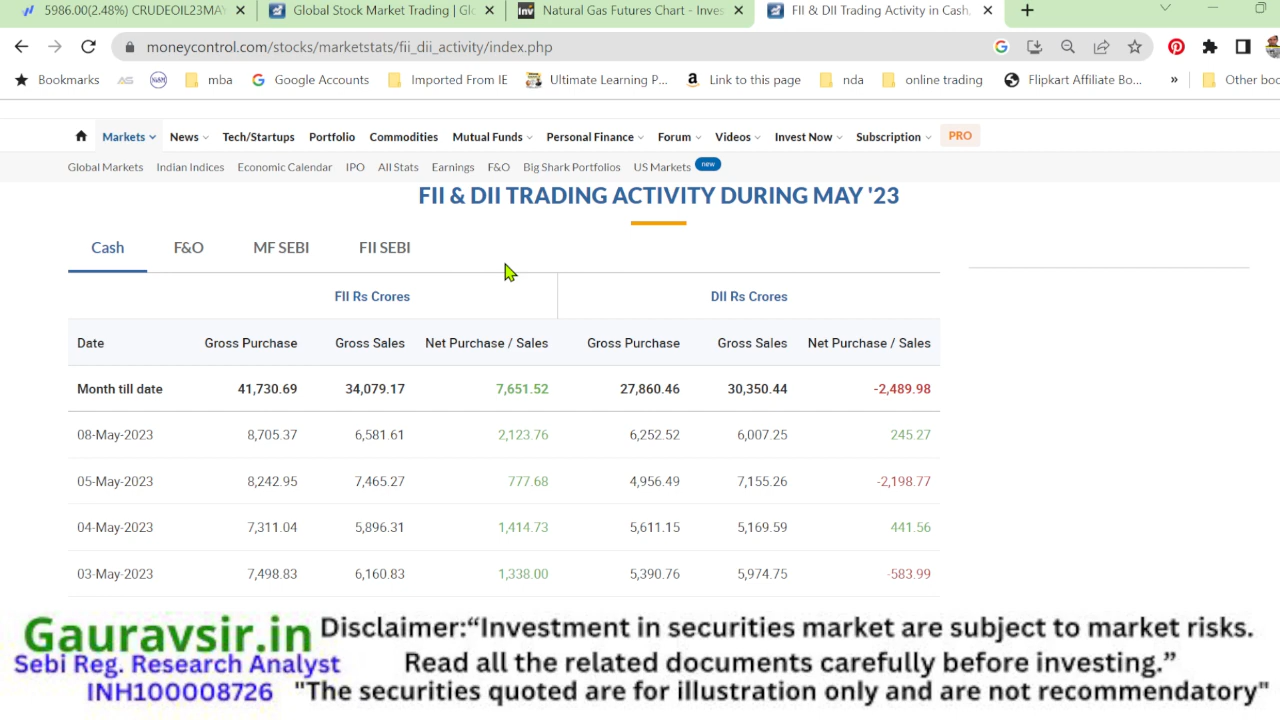 5986.00(2.48%) CRUDEOIL23MAY
Global Stock Market Trading | Glo
Inv Natural Gas Futures Chart - Inves
FII & DII Trading Activity in Cash,
moneycontrol.com/stocks/marketstats/fii_dii_activity/index.php
Bookmarks mba Google Accounts Imported From IE Ultimate Learning P... Link to this page nda online trading Flipkart Affiliate Bo... » Other boo
Markets News Tech/Startups Portfolio Commodities Mutual Funds Personal Finance Forum Videos Invest Now Subscription PRO
Global Markets Indian Indices Economic Calendar IPO All Stats Earnings F&O Big Shark Portfolios US Markets new
FII & DII TRADING ACTIVITY DURING MAY '23
Cash F&O MF SEBI FII SEBI
FII Rs Crores DII Rs Crores
Date Gross Purchase Gross Sales Net Purchase / Sales Gross Purchase Gross Sales Net Purchase / Sales
Month till date 41,730.69 34,079.17 7,651.52 27,860.46 30,350.44 -2,489.98
08-May-2023 8,705.37 6,581.61 2,123.76 6,252.52 6,007.25 245.27
05-May-2023 8,242.95 7,465.27 777.68 4,956.49 7,155.26 -2,198.77
04-May-2023 7,311.04 5,896.31 1,414.73 5,611.15 5,169.59 441.56
03-May-2023 7,498.83 6,160.83 1,338.00 5,390.76 5,974.75 -583.99
Gauravsir.in Disclaimer:“Investment in securities market are subject to market risks.
Sebi Reg. Research Analyst Read all the related documents carefully before investing.”
INH100008726 "The securities quoted are for illustration only and are not recommendatory"